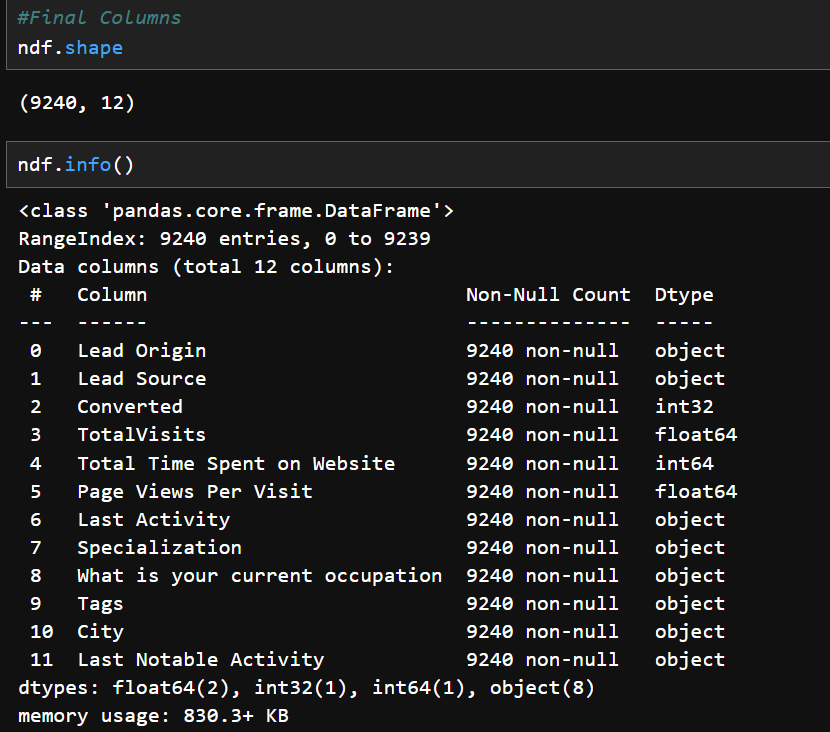 #Final Columns
ndf.shape
(9240, 12)
ndf.info()
<class 'pandas.core.frame.DataFrame'>
RangeIndex: 9240 entries, 0 to 9239
Data columns (total 12 columns):
 #   Column                           Non-Null Count  Dtype
---  ------                           --------------  -----
 0   Lead Origin                      9240 non-null   object
 1   Lead Source                      9240 non-null   object
 2   Converted                        9240 non-null   int32
 3   TotalVisits                      9240 non-null   float64
 4   Total Time Spent on Website      9240 non-null   int64
 5   Page Views Per Visit             9240 non-null   float64
 6   Last Activity                    9240 non-null   object
 7   Specialization                   9240 non-null   object
 8   What is your current occupation  9240 non-null   object
 9   Tags                             9240 non-null   object
 10  City                             9240 non-null   object
 11  Last Notable Activity            9240 non-null   object
dtypes: float64(2), int32(1), int64(1), object(8)
memory usage: 830.3+ KB